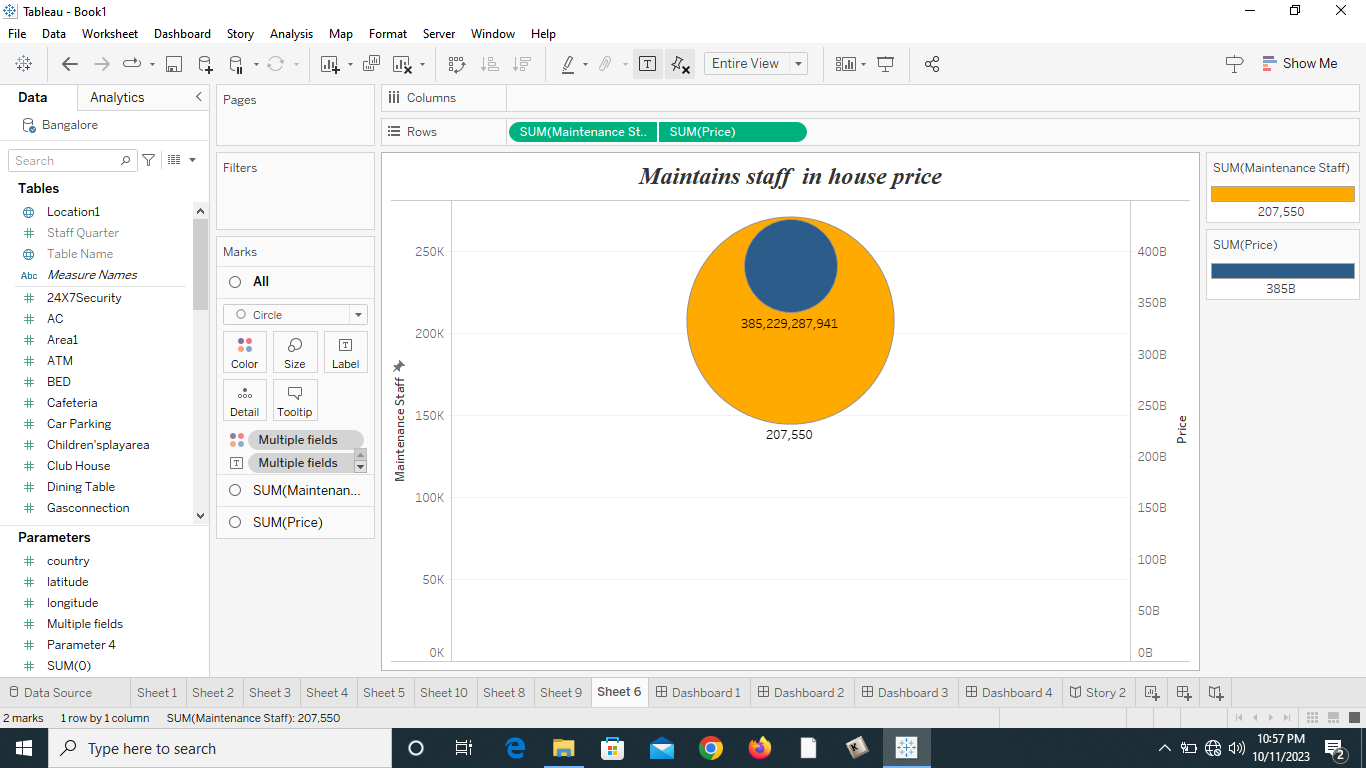 Tableau - Book1
File Data Worksheet Dashboard Story Analysis Map Format Server Window Help
Entire View
Show Me
Data Analytics
Bangalore
Search
Tables
Location1
Staff Quarter
Table Name
Abc Measure Names
24X7Security
AC
Area1
ATM
BED
Cafeteria
Car Parking
Children'splayarea
Club House
Dining Table
Gasconnection
Parameters
country
latitude
longitude
Multiple fields
Parameter 4
SUM(0)
Pages
Filters
Marks
All
Circle
Color Size Label
Detail Tooltip
Multiple fields
Multiple fields
SUM(Maintenan...
SUM(Price)
Columns
Rows SUM(Maintenance St.. SUM(Price)
Maintains staff in house price
Maintenance Staff
250K
200K
150K
100K
50K
0K
385,229,287,941
207,550
400B
350B
300B
250B
200B
150B
100B
50B
0B
Price
SUM(Maintenance Staff)
207,550
SUM(Price)
385B
Data Source Sheet 1 Sheet 2 Sheet 3 Sheet 4 Sheet 5 Sheet 10 Sheet 8 Sheet 9 Sheet 6 Dashboard 1 Dashboard 2 Dashboard 3 Dashboard 4 Story 2
2 marks 1 row by 1 column SUM(Maintenance Staff): 207,550
Type here to search
10:57 PM
10/11/2023
2